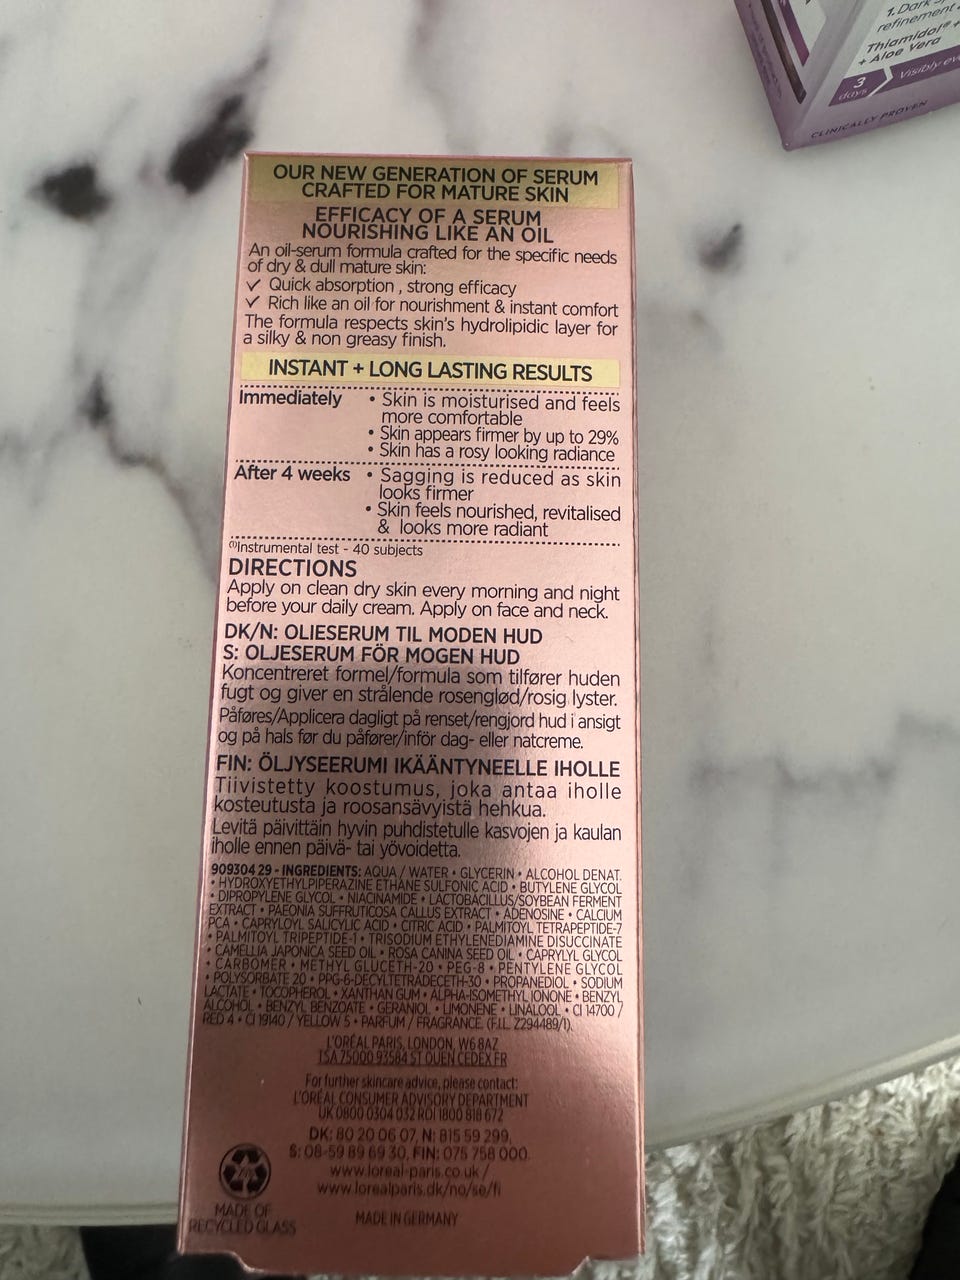 1. Dark
refinement
Thiamidol® +
+ Aloe Vera
3
days
Visibly
CLINICALLY PROVEN
OUR NEW GENERATION OF SERUM
CRAFTED FOR MATURE SKIN
EFFICACY OF A SERUM
NOURISHING LIKE AN OIL
An oil-serum formula crafted for the specific needs
of dry & dull mature skin:
✓ Quick absorption , strong efficacy
✓ Rich like an oil for nourishment & instant comfort
The formula respects skin's hydrolipidic layer for
a silky & non greasy finish.
INSTANT + LONG LASTING RESULTS
Immediately • Skin is moisturised and feels
more comfortable
• Skin appears firmer by up to 29%
• Skin has a rosy looking radiance
After 4 weeks • Sagging is reduced as skin
looks firmer
• Skin feels nourished, revitalised
& looks more radiant
(1)Instrumental test - 40 subjects
DIRECTIONS
Apply on clean dry skin every morning and night
before your daily cream. Apply on face and neck.
DK/N: OLIESERUM TIL MODEN HUD
S: OLJESERUM FÖR MOGEN HUD
Koncentreret formel/formula som tilfører huden
fugt og giver en strålende rosenglød/rosig lyster.
Påføres/Applicera dagligt på renset/rengjord hud i ansigt
og på hals før du påfører/inför dag- eller natcreme.
FIN: ÖLJYSEERUMI IKÄÄNTYNEELLE IHOLLE
Tiivistetty koostumus, joka antaa iholle
kosteutusta ja roosansävyistä hehkua.
Levitä päivittäin hyvin puhdistetulle kasvojen ja kaulan
iholle ennen päivä- tai yövoidetta.
909304 29 - INGREDIENTS: AQUA / WATER • GLYCERIN • ALCOHOL DENAT.
• HYDROXYETHYLPIPERAZINE ETHANE SULFONIC ACID • BUTYLENE GLYCOL
• DIPROPYLENE GLYCOL • NIACINAMIDE • LACTOBACILLUS/SOYBEAN FERMENT
EXTRACT • PAEONIA SUFFRUTICOSA CALLUS EXTRACT • ADENOSINE • CALCIUM
PCA • CAPRYLOYL SALICYLIC ACID • CITRIC ACID • PALMITOYL TETRAPEPTIDE-7
• PALMITOYL TRIPEPTIDE-1 • TRISODIUM ETHYLENEDIAMINE DISUCCINATE
• CAMELLIA JAPONICA SEED OIL • ROSA CANINA SEED OIL • CAPRYLYL GLYCOL
• CARBOMER • METHYL GLUCETH-20 • PEG-8 • PENTYLENE GLYCOL
• POLYSORBATE 20 • PPG-6-DECYLTETRADECETH-30 • PROPANEDIOL • SODIUM
LACTATE • TOCOPHEROL • XANTHAN GUM • ALPHA-ISOMETHYL IONONE • BENZYL
ALCOHOL • BENZYL BENZOATE • GERANIOL • LIMONENE • LINALOOL • CI 14700 /
RED 4 • CI 19140 / YELLOW 5 • PARFUM / FRAGRANCE. (F.I.L. Z294489/1).
L'ORÉAL PARIS, LONDON, W6 8AZ
TSA 75000 93584 ST OUEN CEDEX FR
For further skincare advice, please contact:
L'ORÉAL CONSUMER ADVISORY DEPARTMENT
UK 0800 0304 032 ROI 1800 818 672
DK: 80 20 06 07, N: 815 59 299,
S: 08-59 89 69 30, FIN: 075 758 000.
www.loreal-paris.co.uk /
www.lorealparis.dk/no/se/fi
MADE OF
RECYCLED GLASS
MADE IN GERMANY